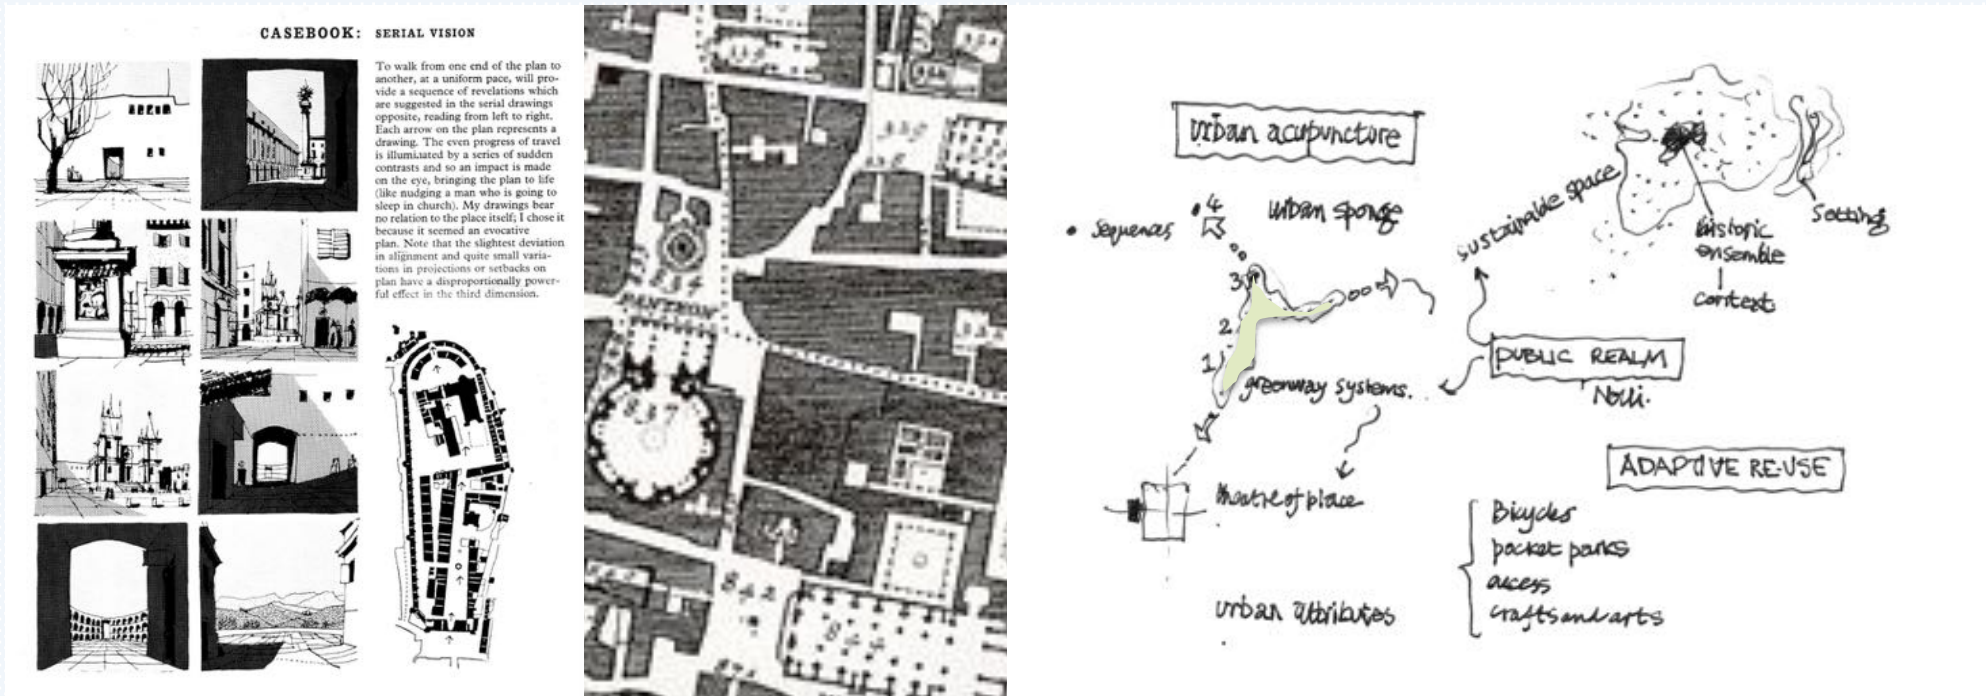 CASEBOOK: SERIAL VISION
To walk from one end of the plan to
another, at a uniform pace, will pro-
vide a sequence of revelations which
are suggested in the serial drawings
opposite, reading from left to right.
Each arrow on the plan represents a
drawing. The even progress of travel
is illuminated by a series of sudden
contrasts and so an impact is made
on the eye, bringing the plan to life
(like nudging a man who is going to
sleep in church). My drawings bear
no relation to the place itself; I chose it
because it seemed an evocative
plan. Note that the slightest deviation
in alignment and quite small varia-
tions in projections or setbacks on
plan have a disproportionally power-
ful effect in the third dimension.
PANTEON
837
842
844
urban acupuncture
urban sponge
• sequences
• 4
3
2
1
greenway systems.
theatre of place
urban attributes
sustainable space
historic
ensemble
context
Setting
PUBLIC REALM
Nolli.
ADAPTIVE RE-USE
Bicycles
pocket parks
access
crafts and arts